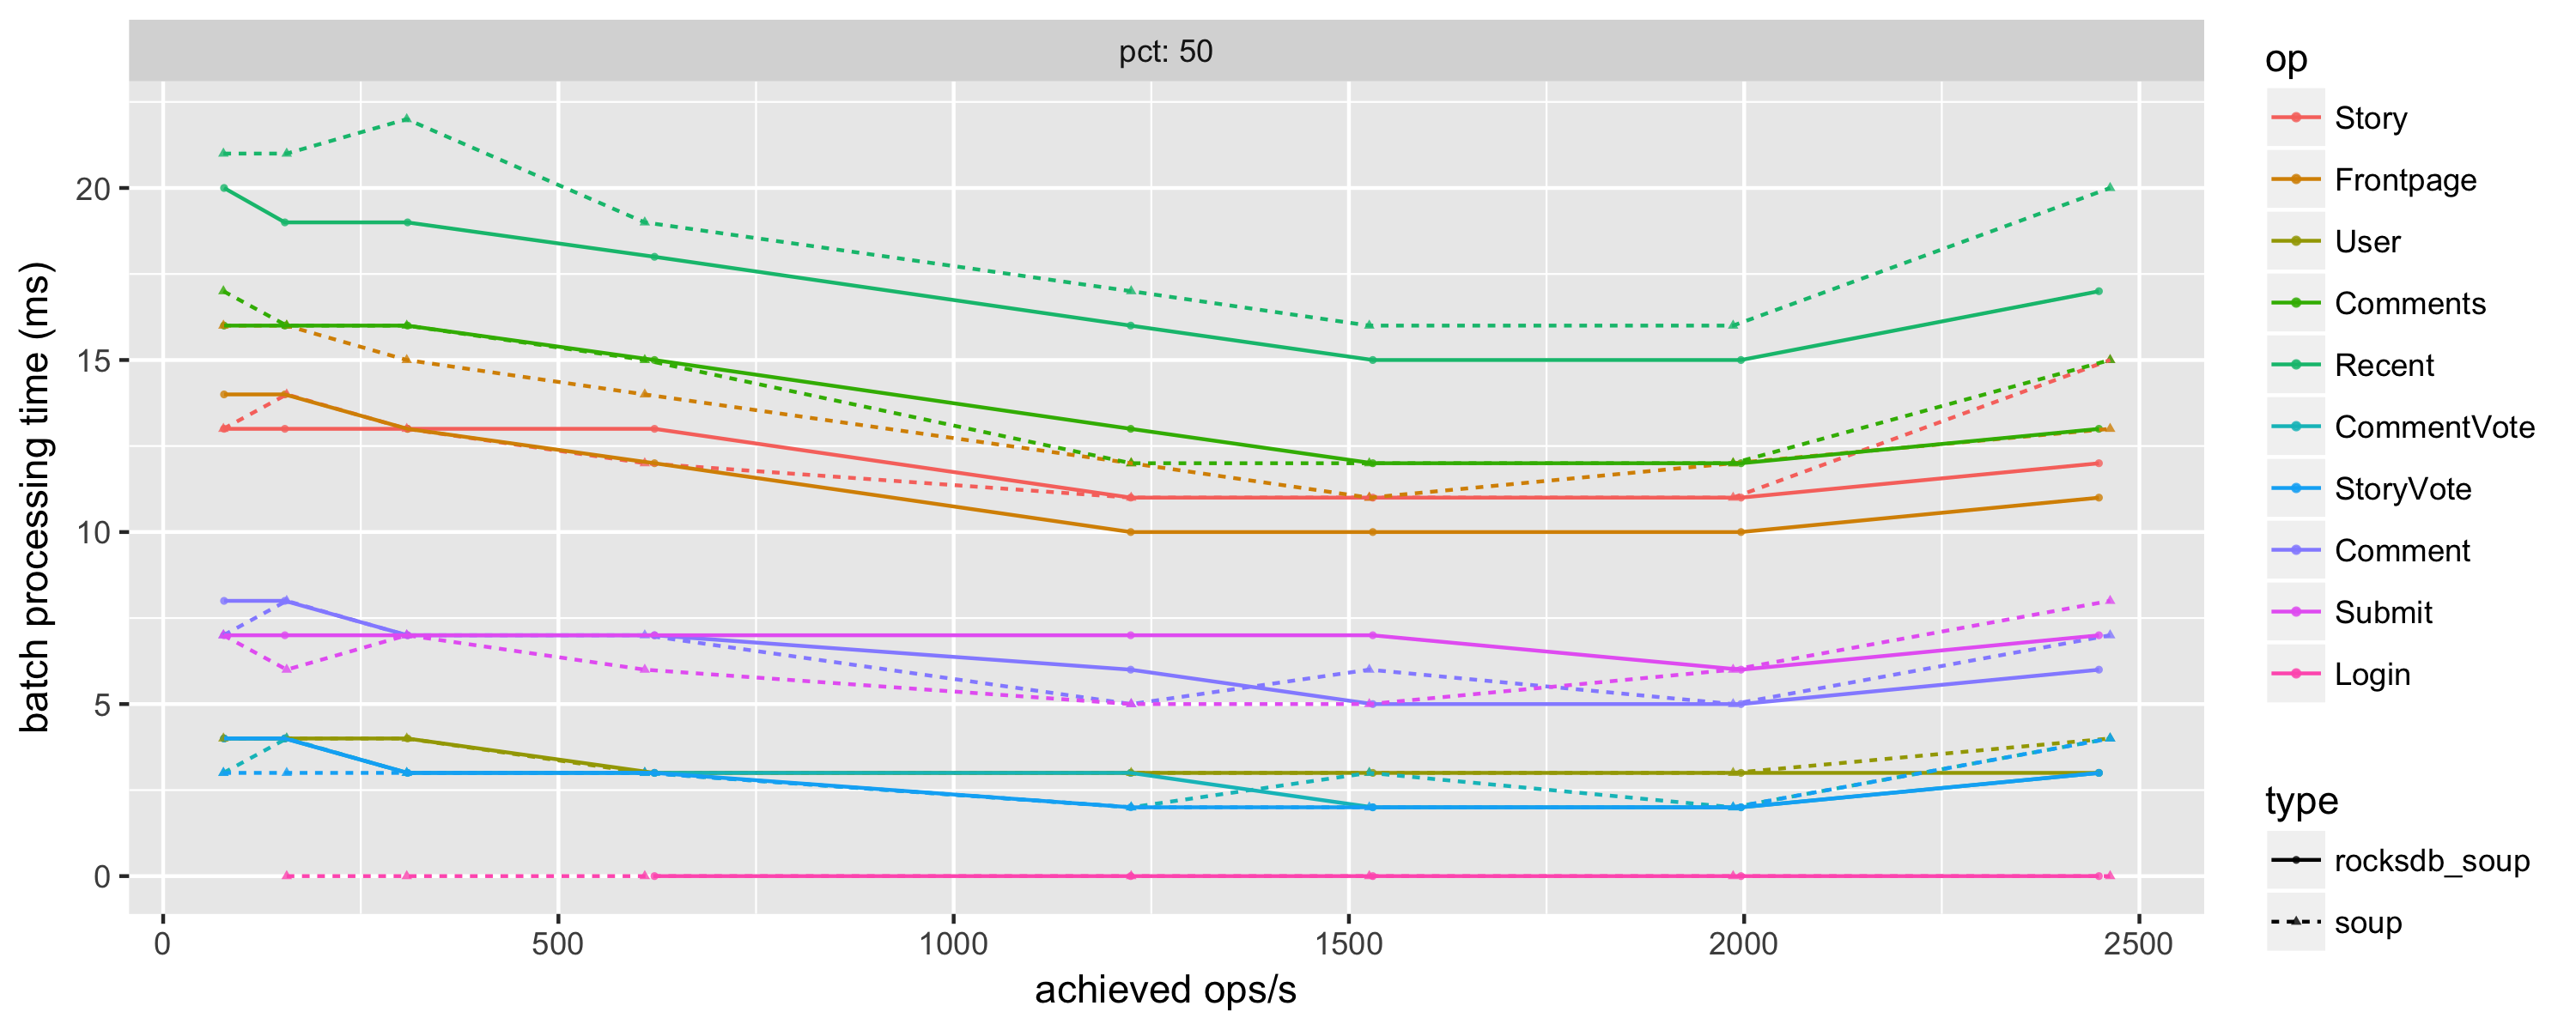 pct: 50
batch processing time (ms)
20
15
10
5
0
0 500 1000 1500 2000 2500
achieved ops/s
op
Story
Frontpage
User
Comments
Recent
CommentVote
StoryVote
Comment
Submit
Login
type
rocksdb_soup
soup